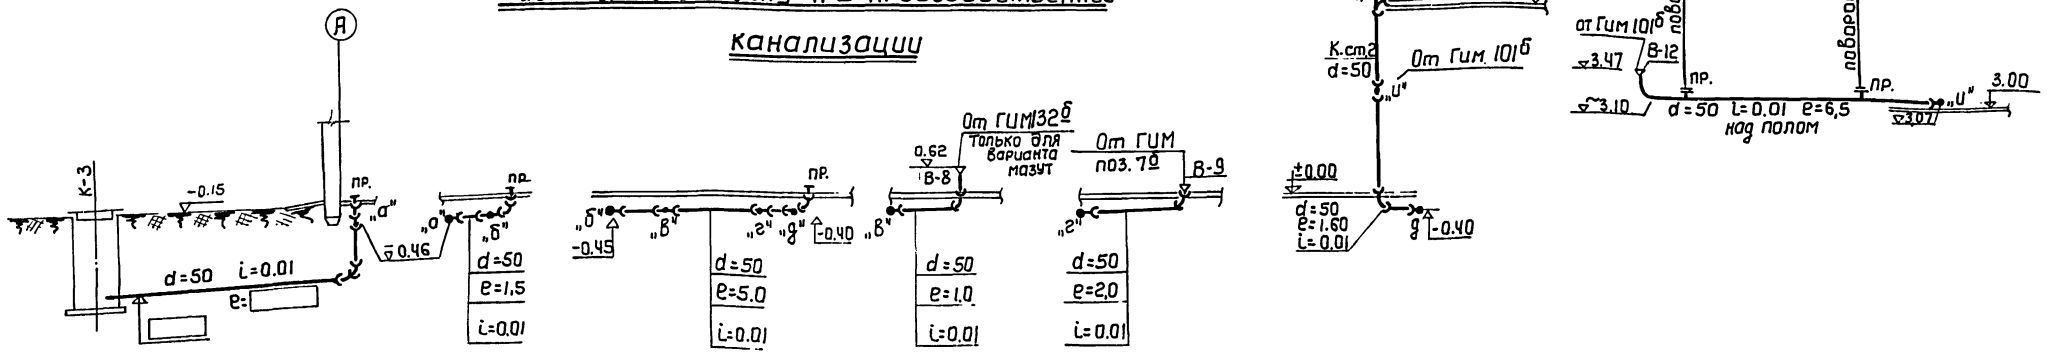 Канализации
А
К-3
-0.15
пр.
„а"
-0.46
d=50 i=0.01
ℓ=
пр.
„а"
„б"
d=50
ℓ=1,5
i=0.01
„б"
-0.45
„в"
пр.
„г" „д"
-0.40
d=50
ℓ=5.0
i=0.01
От ГИМ132б
Только для
варианта
мазут
0.62
В-8
„в"
d=50
ℓ=1,0
i=0.01
От ГИМ
поз.7б
В-9
„г"
d=50
ℓ=2,0
i=0.01
К.ст.2
d=50
От Гим 101б
„и"
±0.00
d=50
ℓ=1.60
i=0,01
д
-0.40
от Гим 101б
3.47
В-12
~3.10
пр.
пр.
d=50 i=0.01 ℓ=6,5
над полом
„и"
3.07
3.00